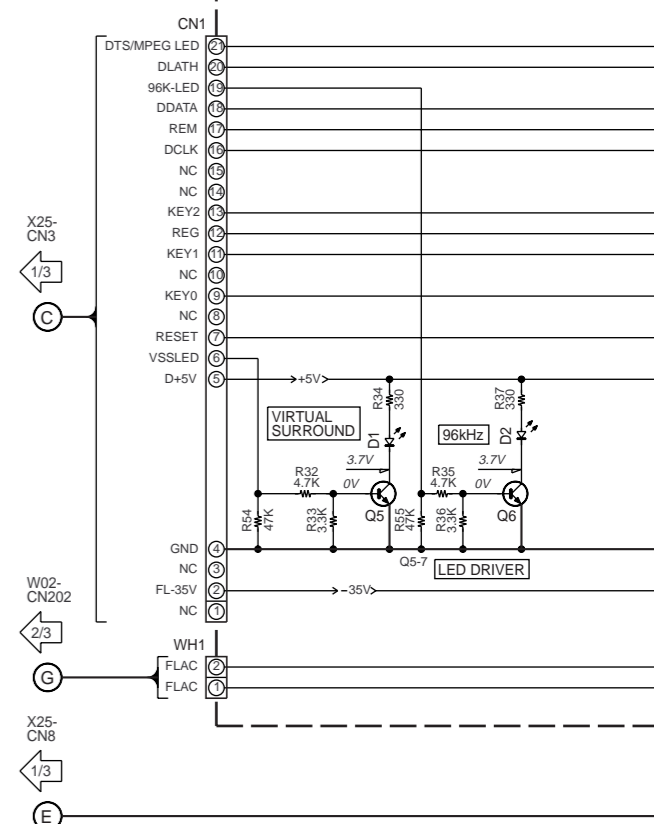 CN1
DTS/MPEG LED 21
DLATH 20
96K-LED 19
DDATA 18
REM 17
DCLK 16
NC 15
NC 14
KEY2 13
REG 12
KEY1 11
NC 10
KEY0 9
NC 8
RESET 7
VSSLED 6
D+5V 5
X25-
CN3
1/3
C
+5V
R34
330
R37
330
VIRTUAL
SURROUND
D1
96kHz
D2
3.7V
3.7V
R32
4.7K
0V
R35
4.7K
0V
R54
47K
R33
3.3K
Q5
R55
47K
R36
3.3K
Q6
GND 4
NC 3
FL-35V 2
NC 1
Q5-7
LED DRIVER
−35V
W02-
CN202
2/3
G
WH1
FLAC 2
FLAC 1
X25-
CN8
1/3
E